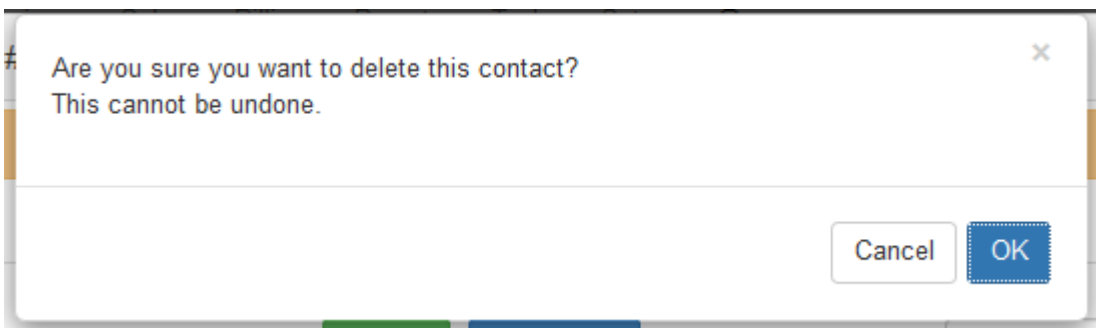 #
Are you sure you want to delete this contact?
×
This cannot be undone.
Cancel
OK